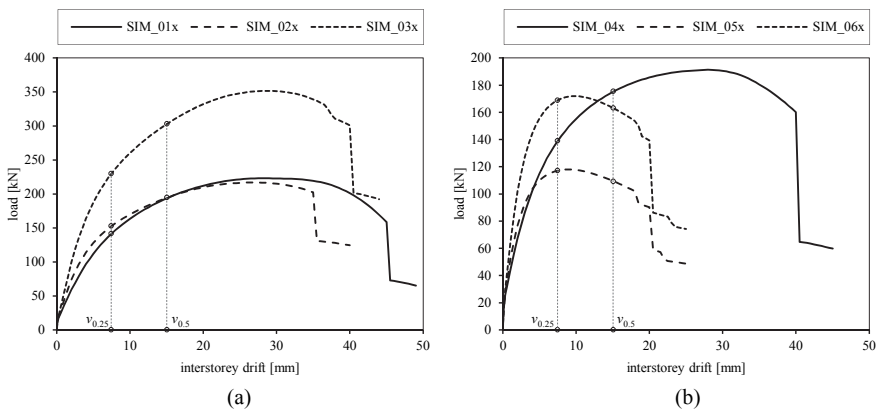 SIM_01x SIM_02x SIM_03x
400
350
300
250
200
150
100
50
0
load [kN]
v0.25
v0.5
0 10 20 30 40 50
interstorey drift [mm]
(a)
SIM_04x SIM_05x SIM_06x
200
180
160
140
120
100
80
60
40
20
0
load [kN]
v0.25
v0.5
0 10 20 30 40 50
interstorey drift [mm]
(b)